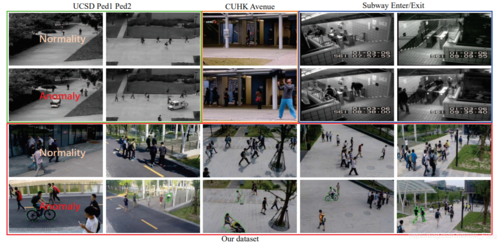 UCSD Ped1 Ped2 CUHK Avenue Subway Enter/Exit
Normality
Anomaly
Normality
Anomaly
Our dataset